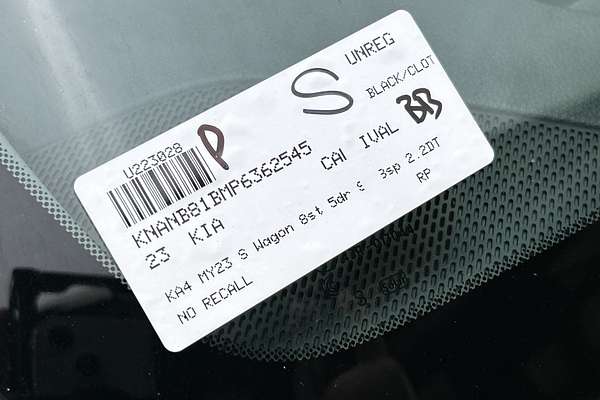 UNREG
S
BLACK/CLOT
U223028 P
KNANB81BMP6362545 CAI IVAL BB
23 KIA
KA4 MY23 S Wagon 8st 5dr S 3sp 2.2DT
NO RECALL RP